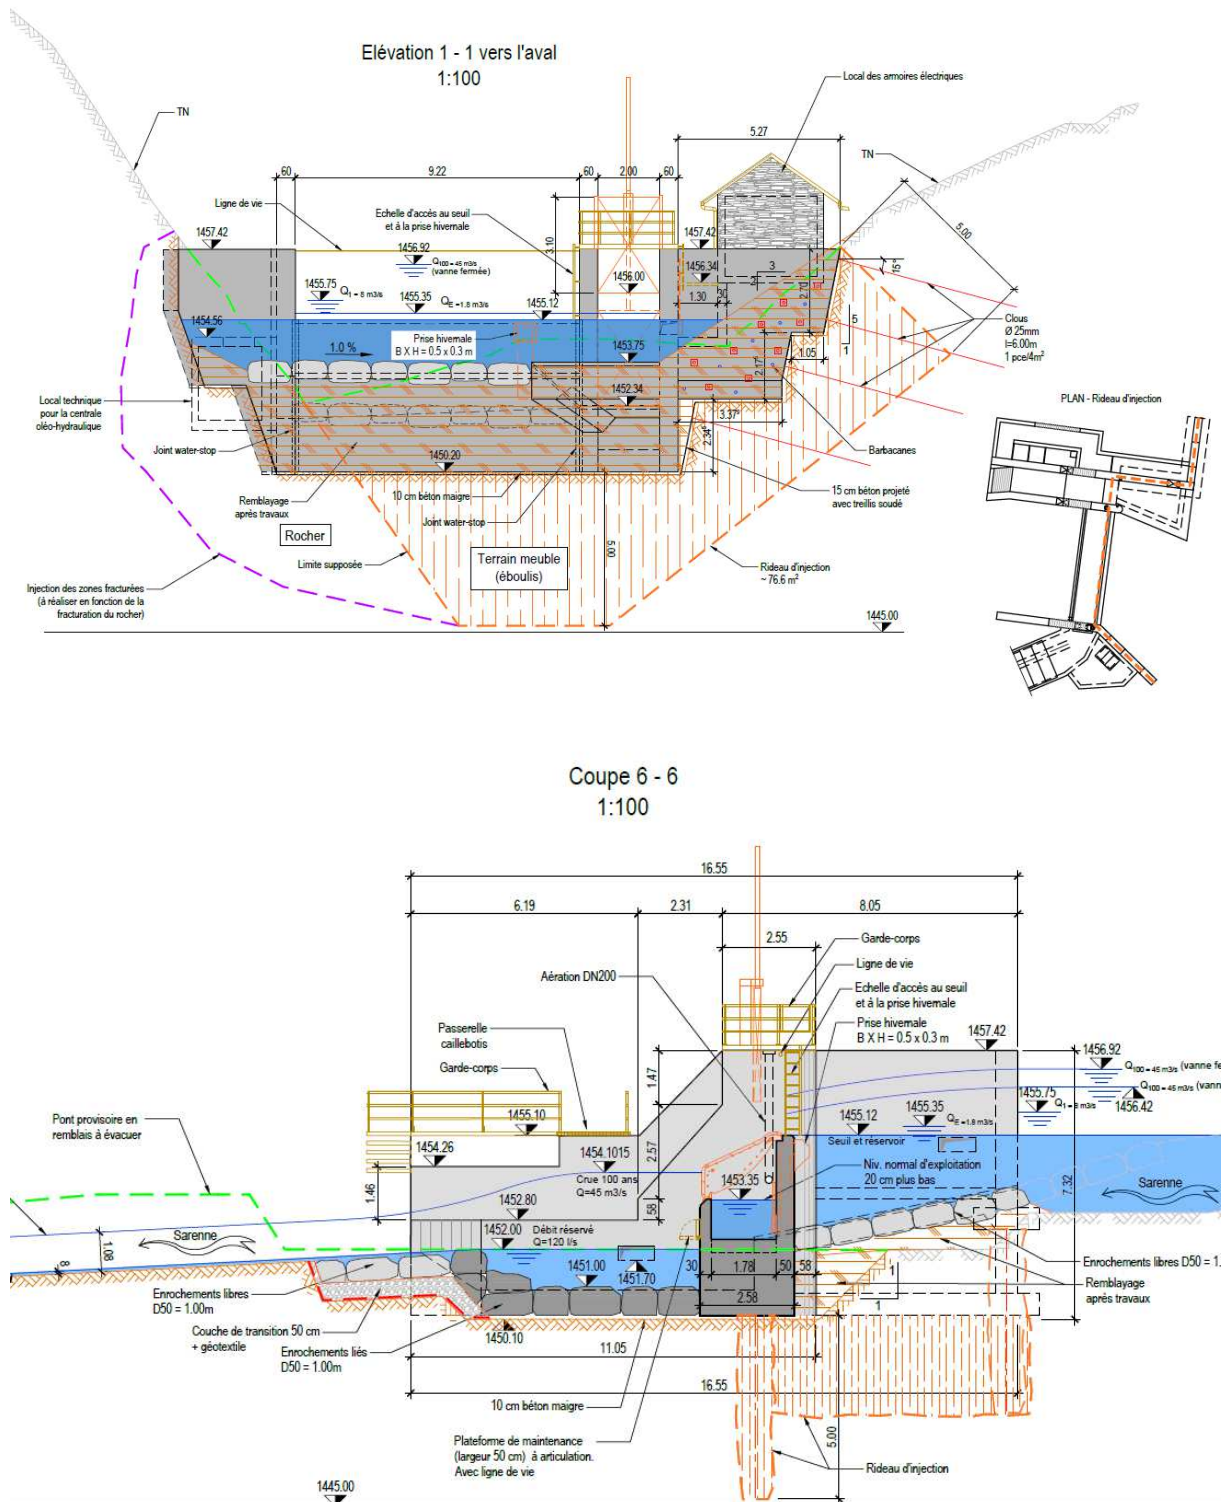 Elévation 1 - 1 vers l'aval
1:100
Local des armoires électriques
TN
5.27
TN
60
9.22
60
2.00
60
Ligne de vie
Echelle d'accès au seuil
et à la prise hivernale
3.10
5.00
1457.42
1456.92
Q100 = 45 m3/s
(vanne fermée)
1457.42
1456.34
1456.00
3
2
15°
1455.75
Q1 = 8 m3/s
1455.35
QE =1.8 m3/s
1455.12
1.30
30
2.70
1454.56
Prise hivernale
B X H = 0.5 x 0.3 m
1.0 %
1453.75
5
1
1.05
Clous
Ø 25mm
l=6.00m
1 pce/4m²
2.17⁵
1452.34
3.37⁵
2.34⁵
PLAN - Rideau d'injection
Local technique
pour la centrale
oléo-hydraulique
Joint water-stop
1450.20
Barbacanes
Remblayage
après travaux
10 cm béton maigre
Joint water-stop
15 cm béton projeté
avec treillis soudé
Rocher
Limite supposée
Terrain meuble
(éboulis)
5.00
Rideau d'injection
~ 76.6 m²
Injection des zones fracturées
(à réaliser en fonction de la
fracturation du rocher)
1445.00
Coupe 6 - 6
1:100
16.55
6.19
2.31
8.05
2.55
Garde-corps
Ligne de vie
Aération DN200
Echelle d'accès au seuil
et à la prise hivernale
Passerelle
caillebotis
Prise hivernale
B X H = 0.5 x 0.3 m
1457.42
1456.92
Q100 = 45 m3/s (vanne fe
Garde-corps
1.47
Q100 = 45 m3/s (vann
1456.42
1455.75
Q1 = 8 m3/s
Pont provisoire en
remblais à évacuer
1455.10
1455.12
1455.35
QE =1.8 m3/s
Seuil et réservoir
1454.26
1454.1015
Crue 100 ans
Q=45 m3/s
2.57
Niv. normal d'exploitation
20 cm plus bas
1453.35
7.32
1.46
Sarenne
1452.80
58
Sarenne
1452.00
Débit réservé
Q=120 l/s
1.08
8
1451.00
1451.70
30
1.78
50
58
1
1
Enrochements libres D50 = 1.
Enrochements libres
D50 = 1.00m
2.58
Remblayage
après travaux
Couche de transition 50 cm
+ géotextile
1450.10
Enrochements liés
D50 = 1.00m
11.05
16.55
10 cm béton maigre
Plateforme de maintenance
(largeur 50 cm) à articulation.
Avec ligne de vie
5.00
Rideau d'injection
1445.00